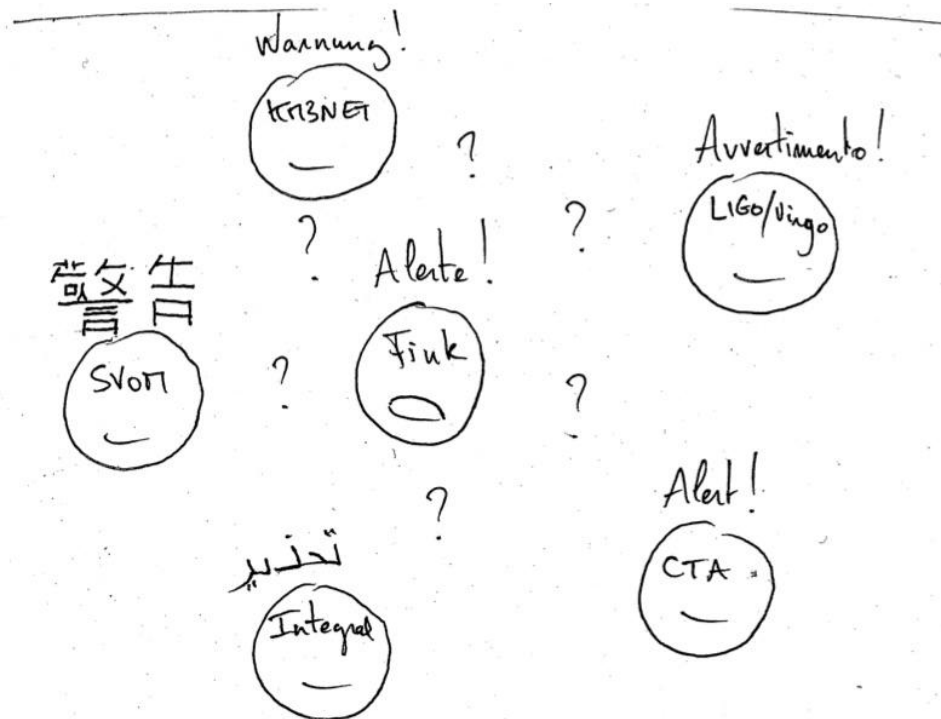 Warnung!
KM3NET
?
Avvertimento!
LIGO/Virgo
?
?
Alerte!
Fink
警告
SVOM
?
?
?
Alert!
CTA
تحذير
Integral